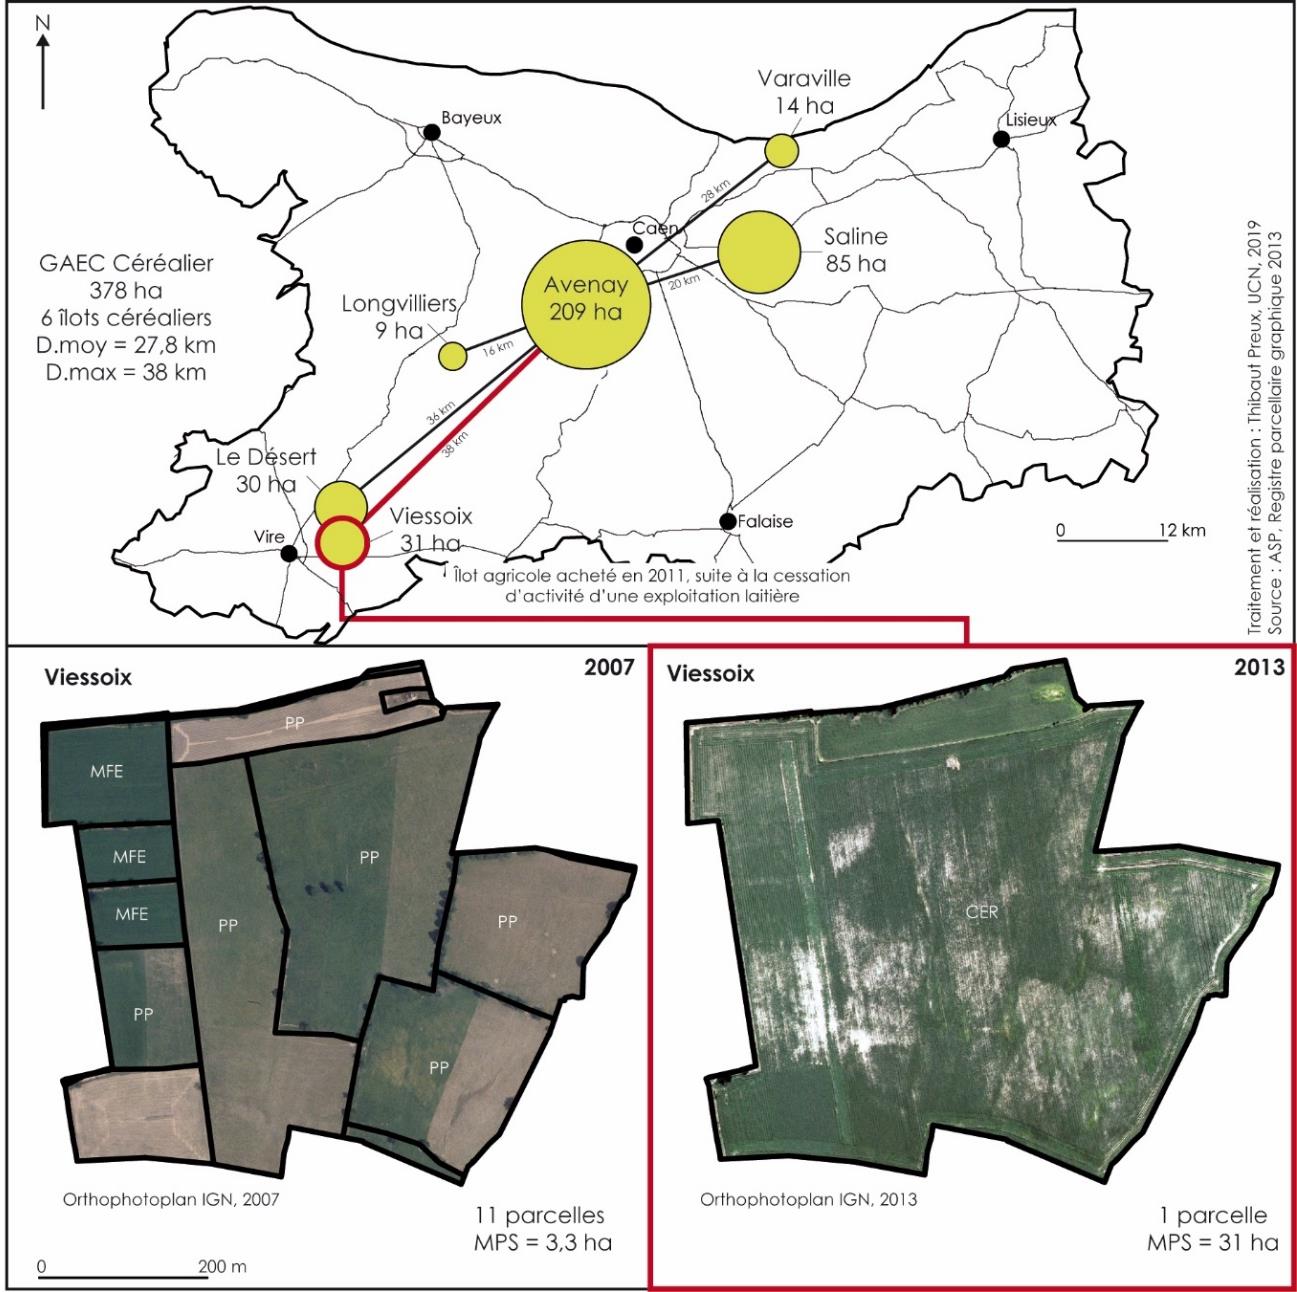 N
Varaville
14 ha
Bayeux
Lisieux
28 km
Caen
Saline
85 ha
20 km
GAEC Céréalier
378 ha
6 îlots céréaliers
D.moy = 27,8 km
D.max = 38 km
Avenay
209 ha
Longvilliers
9 ha
16 km
36 km
38 km
Le Désert
30 ha
Viessoix
31 ha
Vire
Falaise
0 12 km
Îlot agricole acheté en 2011, suite à la cessation
d'activité d'une exploitation laitière
Traitement et réalisation : Thibaut Preux, UCN, 2019
Source : ASP, Registre parcellaire graphique 2013
Viessoix
2007
PP
MFE
MFE
MFE
PP
PP
PP
PP
PP
Orthophotoplan IGN, 2007
11 parcelles
MPS = 3,3 ha
0 200 m
Viessoix
2013
CER
Orthophotoplan IGN, 2013
1 parcelle
MPS = 31 ha